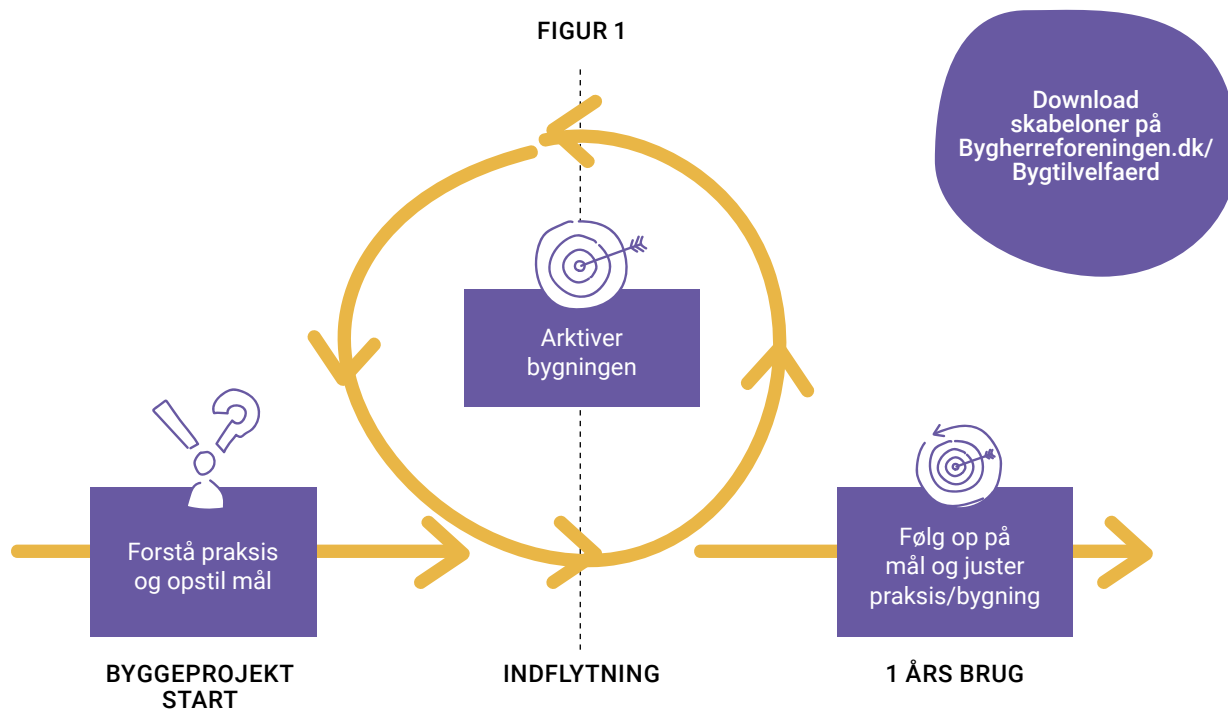 FIGUR 1
Download
skabeloner på
Bygherreforeningen.dk/
Bygtilvelfaerd
Arktiver
bygningen
Forstå praksis
og opstil mål
Følg op på
mål og juster
praksis/bygning
BYGGEPROJEKT
START
INDFLYTNING
1 ÅRS BRUG